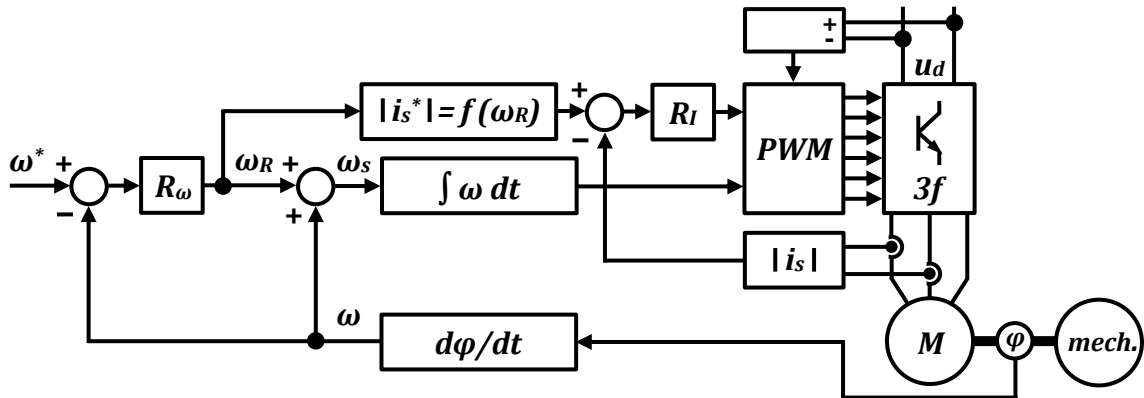 +
-
u_d
|i_s*| = f(ω_R)
+
−
R_I
PWM
3f
ω*
+
−
R_ω
ω_R
+
+
ω_s
∫ ω dt
|i_s|
ω
dφ/dt
M
φ
mech.